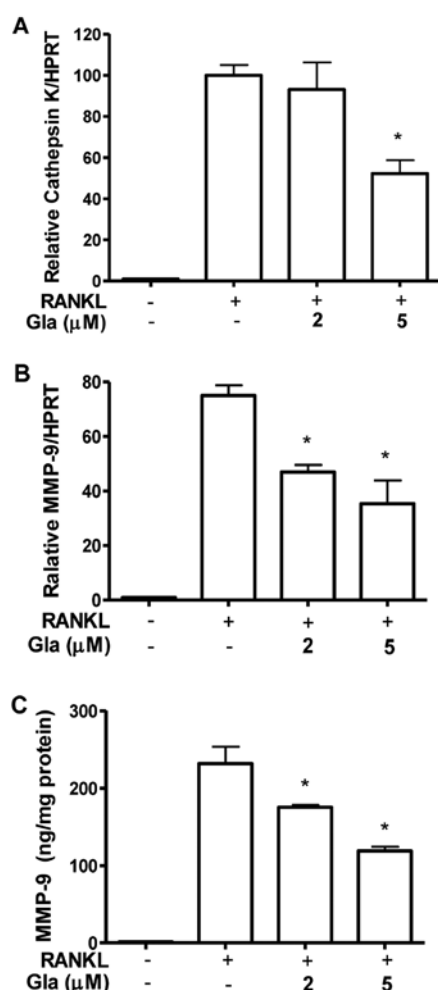 A
Relative Cathepsin K/HPRT
120
100
80
60
40
20
0
*
RANKL - + + +
Gla (μM) - - 2 5
B
Ralative MMP-9/HPRT
80
60
40
20
0
* *
RANKL - + + +
Gla (μM) - - 2 5
C
MMP-9 (ng/mg protein)
300
200
100
0
*
*
RANKL - + + +
Gla (μM) - - 2 5